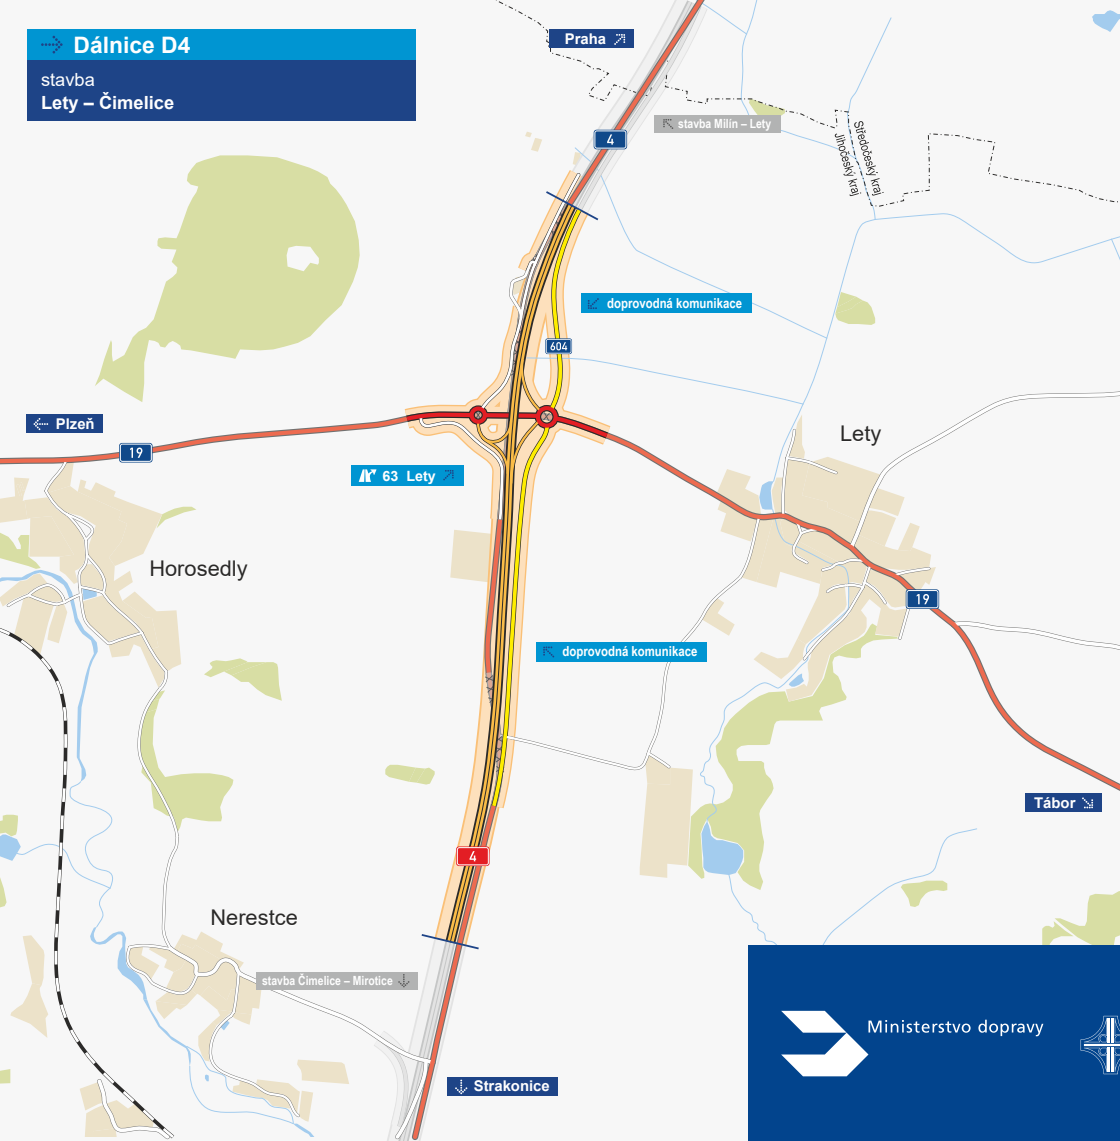 Dálnice D4
stavba
Lety – Čimelice
Praha
4
stavba Milín – Lety
Středočeský kraj
Jihočeský kraj
doprovodná komunikace
604
Plzeň
19
63 Lety
Lety
Horosedly
19
doprovodná komunikace
Tábor
4
Nerestce
stavba Čimelice – Mirotice
Ministerstvo dopravy
Strakonice